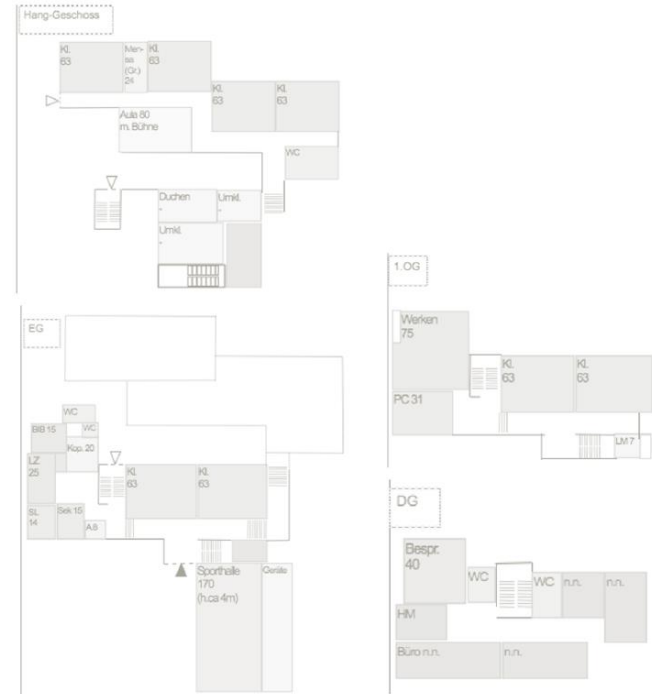 Hang-Geschoss
Kl.
63
Men-
sa
(Gr.)
24
Kl.
63
Kl.
63
Kl.
63
Aula 80
m. Bühne
WC
Duchen
-
Umkl.
-
Umkl.
-
EG
WC
BIB 15
WC
Kop. 20
LZ
25
SL
14
Sek 15
A.8
Kl.
63
Kl.
63
Sporthalle
170
(h.ca 4m)
Geräte
1.OG
Werken
75
Kl.
63
Kl.
63
PC 31
LM 7
DG
Bespr.
40
WC
WC
n.n.
n.n.
HM
Büro n.n.
n.n.